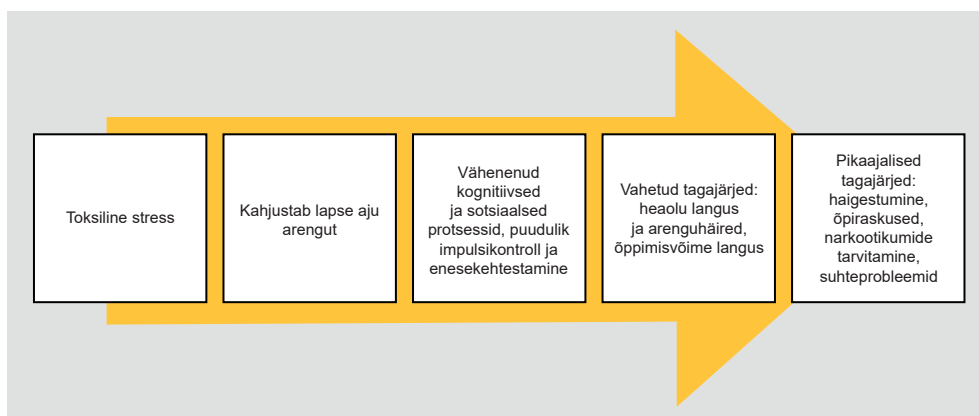 Toksiline stress
Kahjustab lapse aju
arengut
Vähenenud
kognitiivsed
ja sotsiaalsed
protsessid, puudulik
impulsikontroll ja
enesekehtestamine
Vahetud tagajärjed:
heaolu langus
ja arenguhäired,
õppimisvõime langus
Pikaajalised
tagajärjed:
haigestumine,
õpiraskused,
narkootikumide
tarvitamine,
suhteprobleemid